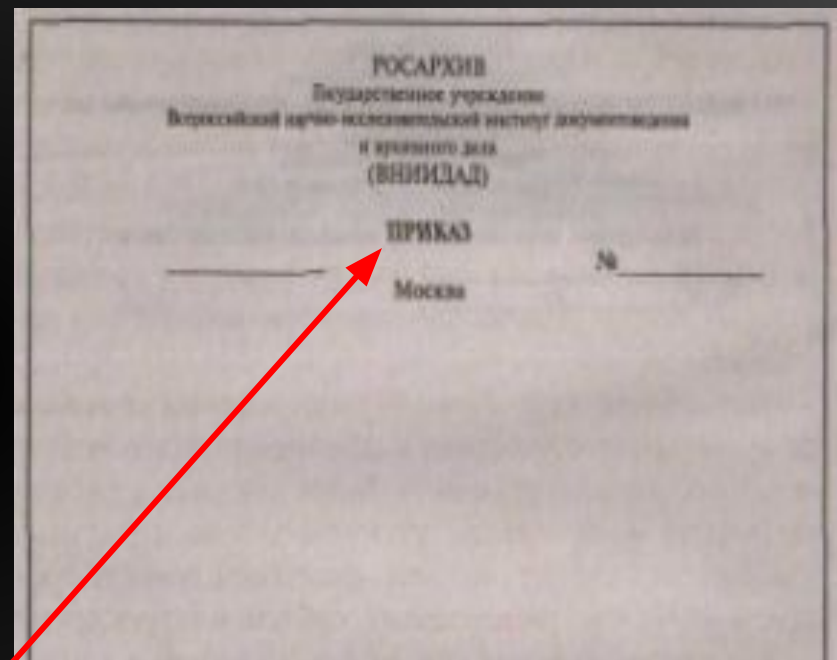 РОСАРХИВ
Государственное учреждение
Всероссийский научно-исследовательский институт документоведения
и архивного дела
(ВНИИДАД)
ПРИКАЗ
№
Москва